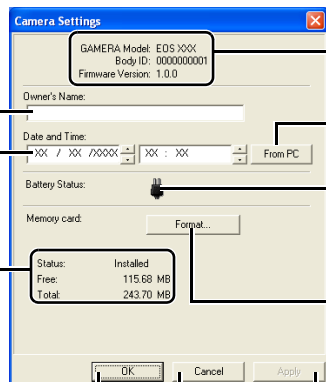 Camera Settings
GAMERA Model: EOS XXX
Body ID: 0000000001
Firmware Version: 1.0.0
Owner's Name:
Date and Time:
XX / XX /XXXX XX : XX From PC
Battery Status:
Memory card: Format...
Status: Installed
Free: 115.68 MB
Total: 243.70 MB
OK Cancel Apply